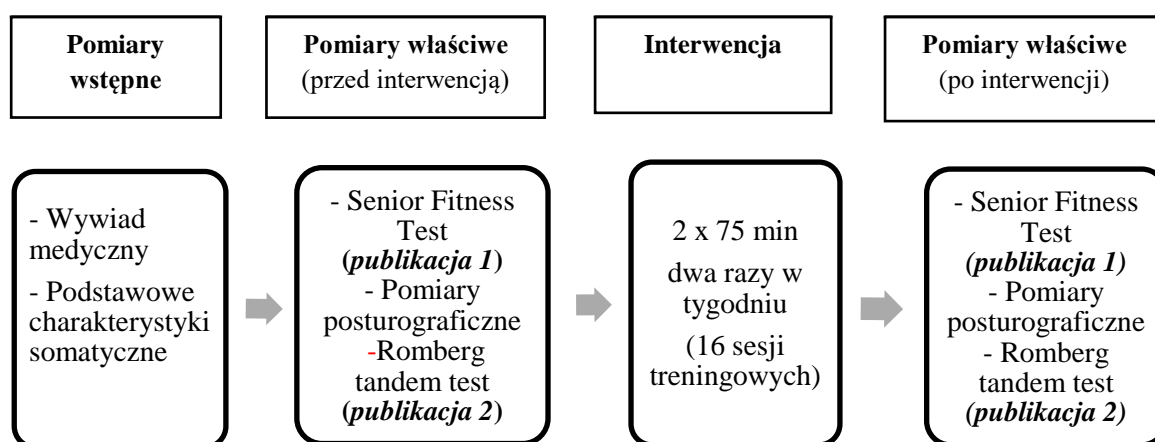 Pomiary
wstępne
Pomiary właściwe
(przed interwencją)
Interwencja
Pomiary właściwe
(po interwencji)
- Wywiad
medyczny
- Podstawowe
charakterystyki
somatyczne
- Senior Fitness
Test
(publikacja 1)
- Pomiary
posturograficzne
-Romberg
tandem test
(publikacja 2)
2 x 75 min
dwa razy w
tygodniu
(16 sesji
treningowych)
- Senior Fitness
Test
(publikacja 1)
- Pomiary
posturograficzne
- Romberg
tandem test
(publikacja 2)